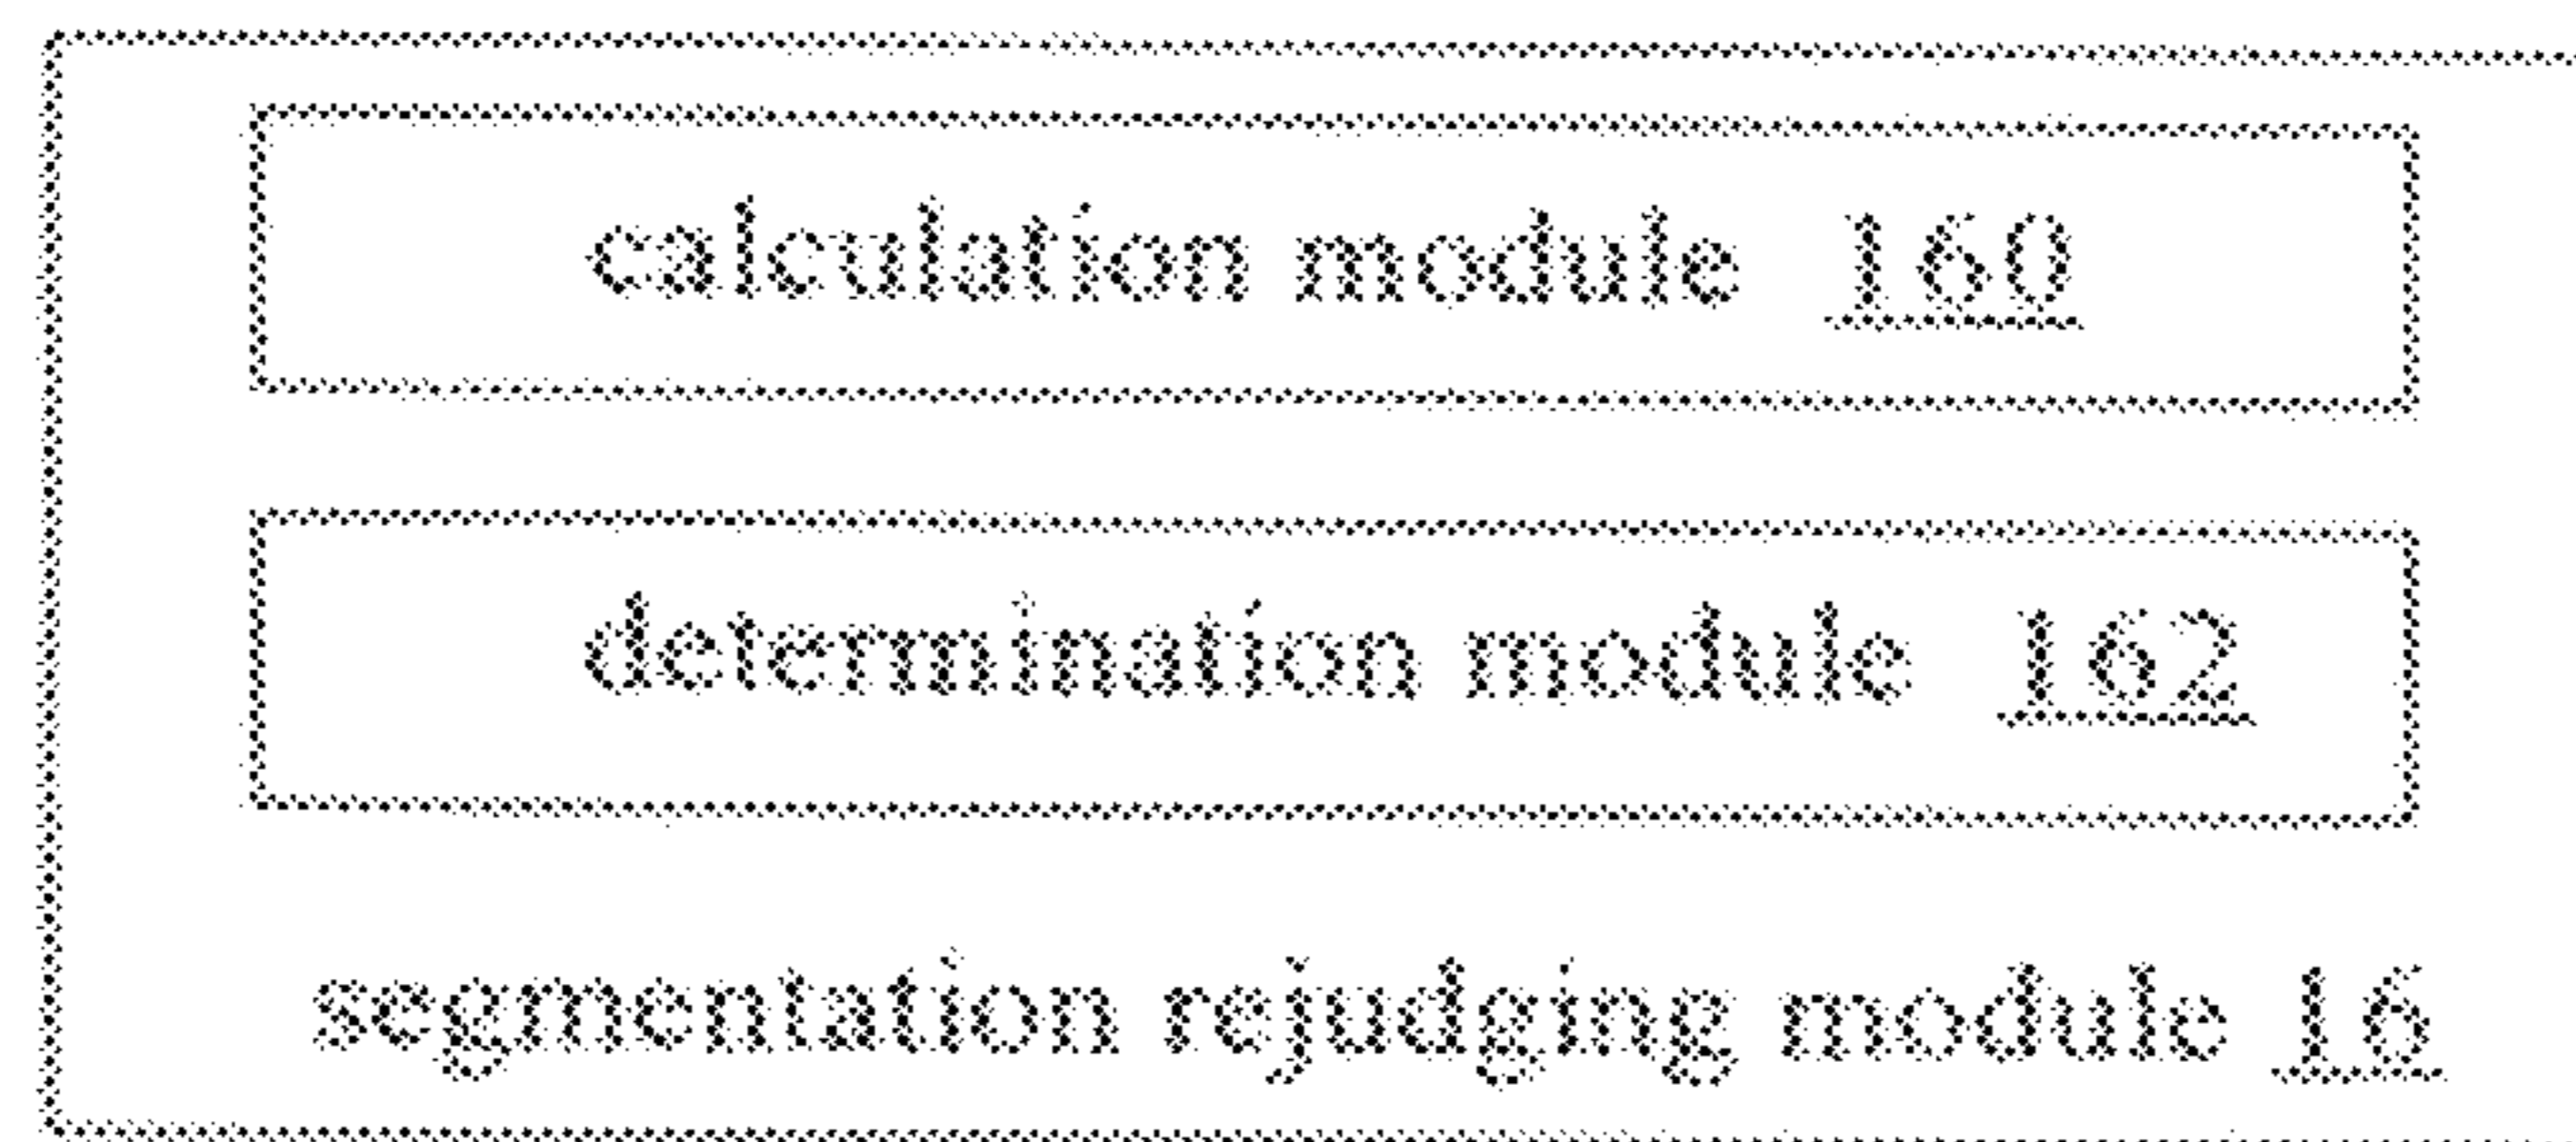 calculation module 160
determination module 162
segmentation rejudging module 16